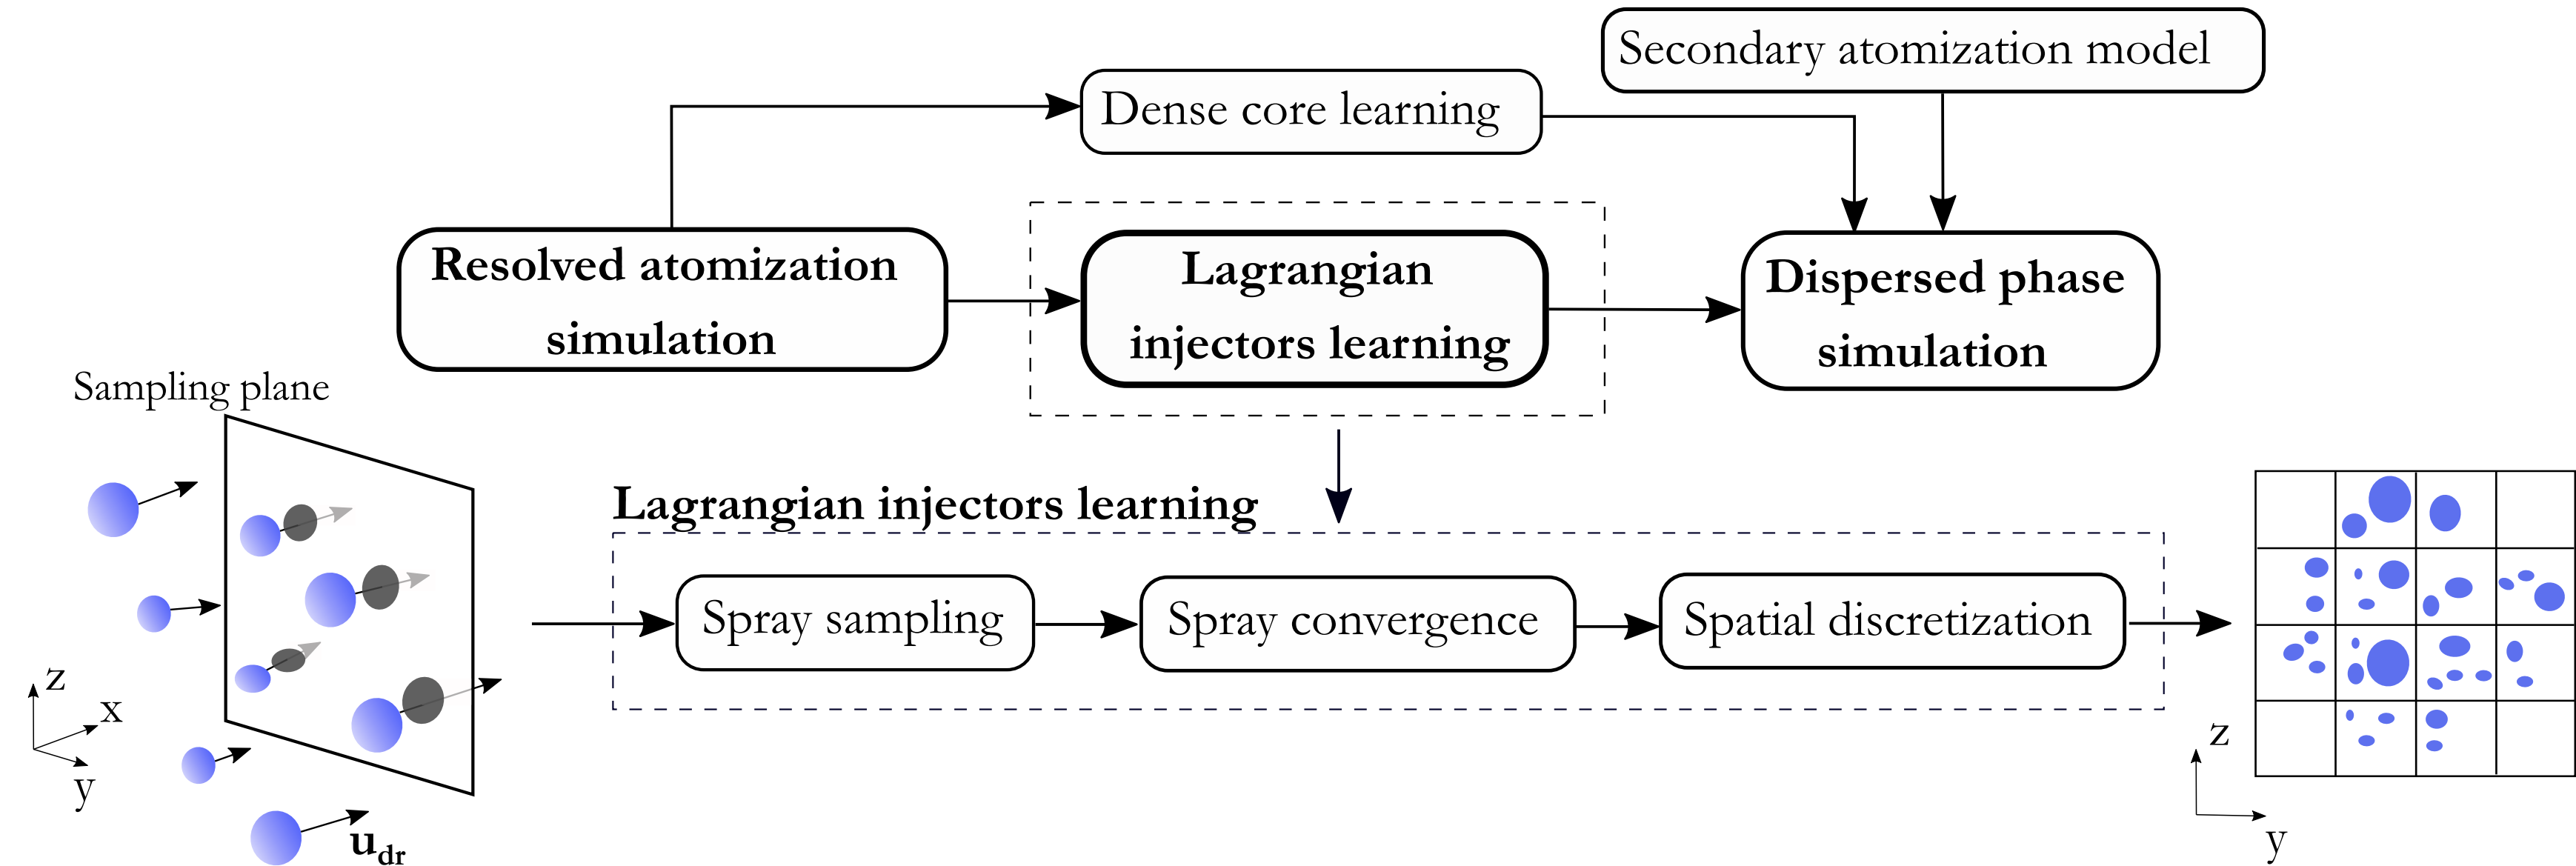 Secondary atomization model
Dense core learning
Resolved atomization
simulation
Lagrangian
injectors learning
Dispersed phase
simulation
Sampling plane
Lagrangian injectors learning
Spray sampling
Spray convergence
Spatial discretization
z
x
y
u_dr
z
y